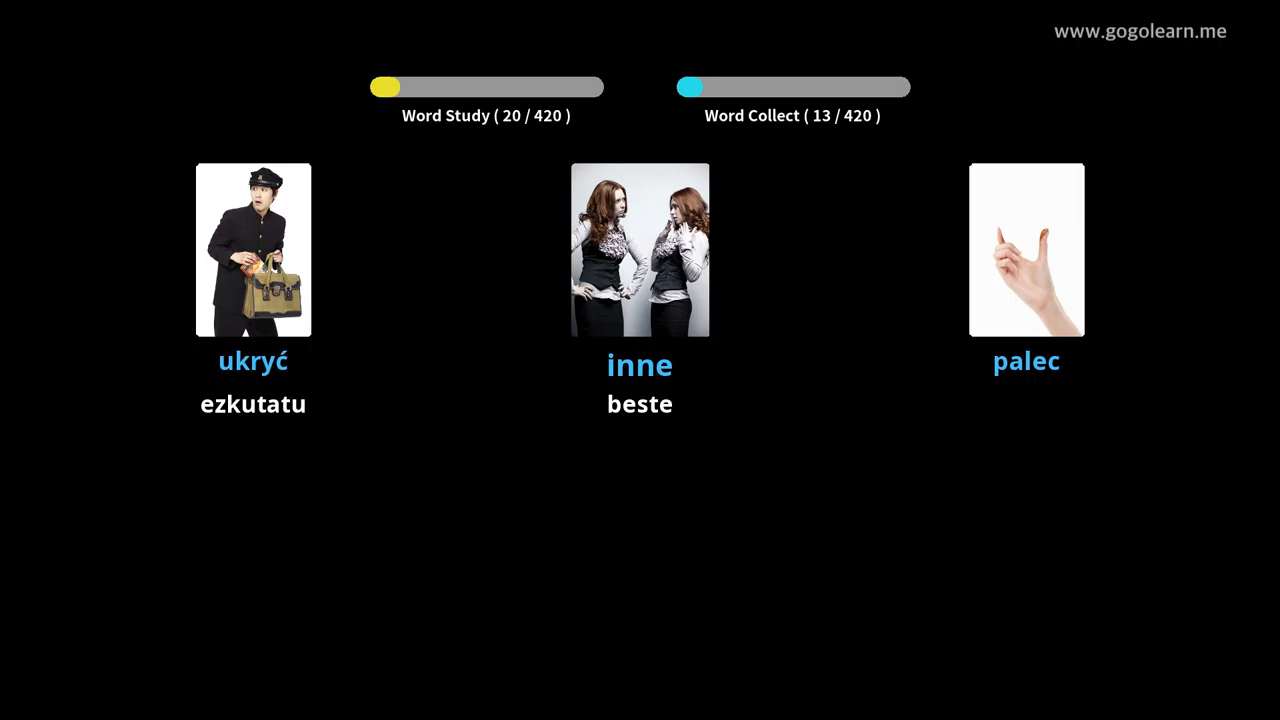 www.gogolearn.me
Word Study ( 20 / 420 )
Word Collect ( 13 / 420 )
ukryć
inne
palec
ezkutatu
beste